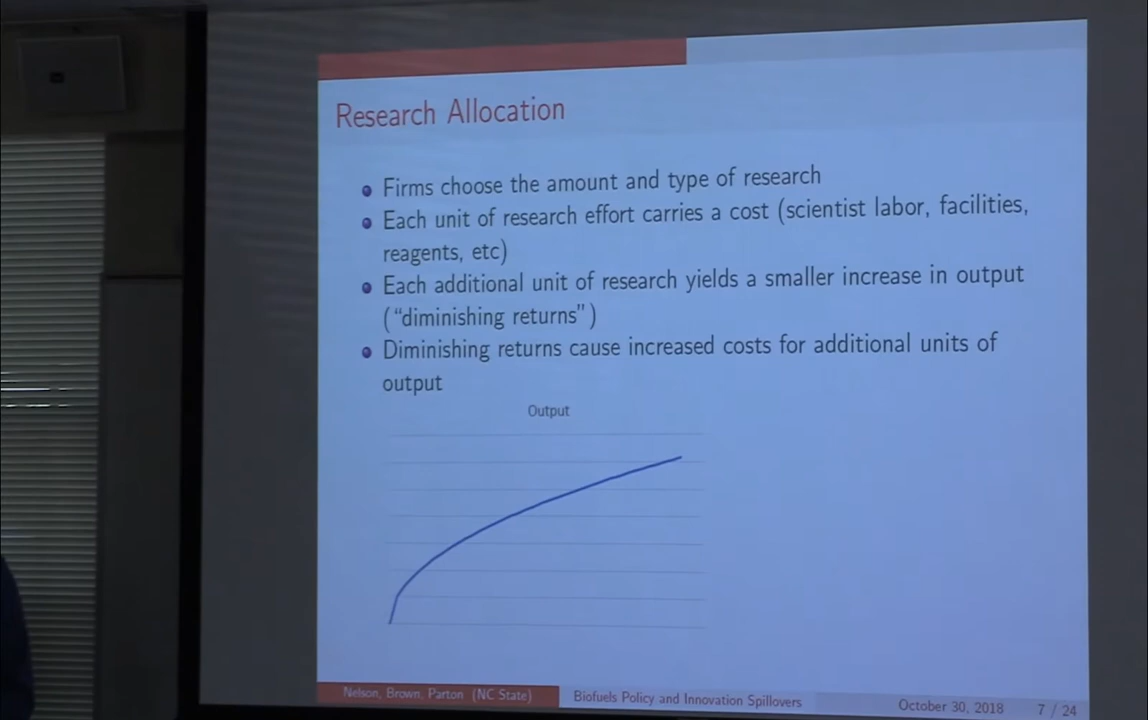 Research Allocation
Firms choose the amount and type of research
Each unit of research effort carries a cost (scientist labor, facilities,
reagents, etc)
Each additional unit of research yields a smaller increase in output
("diminishing returns")
Diminishing returns cause increased costs for additional units of
output
Output
Nelson, Brown, Parton (NC State)
Biofuels Policy and Innovation Spillovers
October 30, 2018
7 / 24